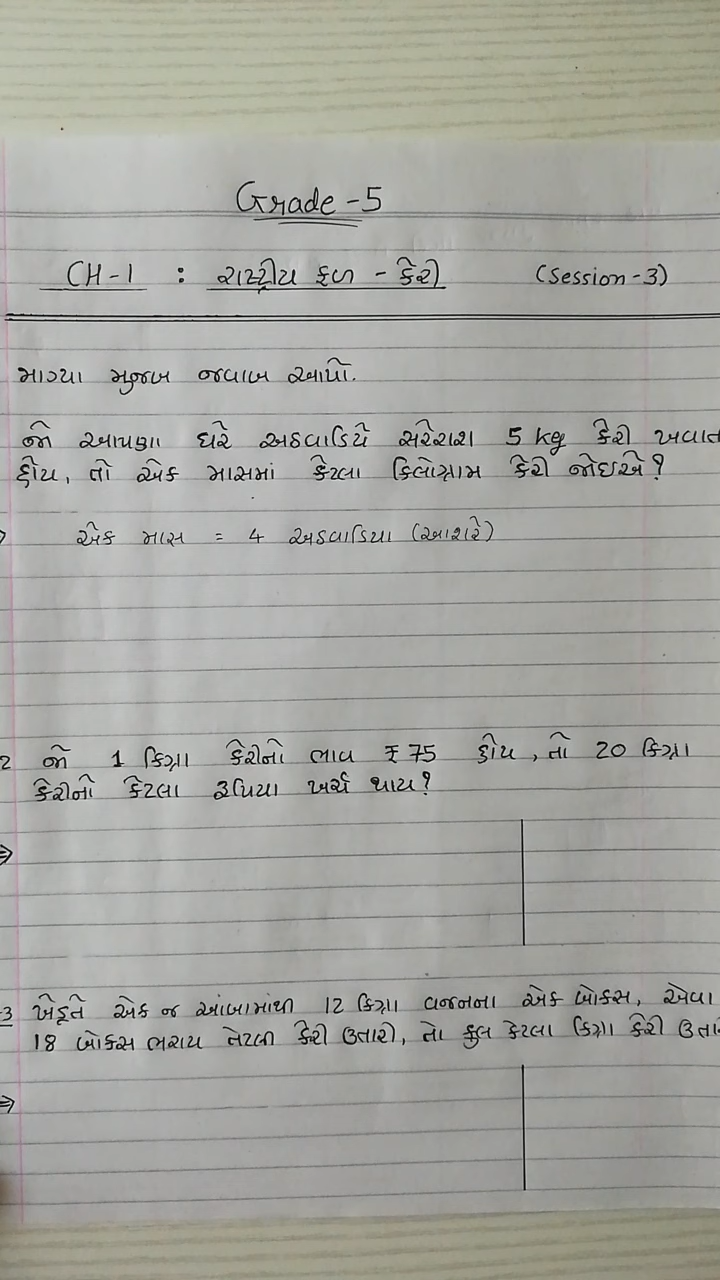 Grade-5
CH-1 : રાષ્ટ્રીય ફળ - કેરી (Session-3)
માગ્યા મુજબ જવાબ આપો.
જો આપણા ઘરે અઠવાડિયે સરેરાશ 5 kg કેરી ખવાત
હોય, તો એક માસમાં કેટલા કિલોગ્રામ કેરી જોઇએ?
એક માસ = 4 અઠવાડિયા (આશરે)
2 જો 1 કિગ્રા કેરીનો ભાવ ₹75 હોય, તો 20 કિગ્રા
કેરીનો કેટલા રૂપિયા ખર્ચ થાય?
⇒
3 ખેડૂતે એક જ આંબામાંથી 12 કિગ્રા વજનના એક બોક્સ, એવા
18 બોક્સ ભરાય તેટલી કેરી ઉતારી, તો કુલ કેટલા કિગ્રા કેરી ઉતા
⇒